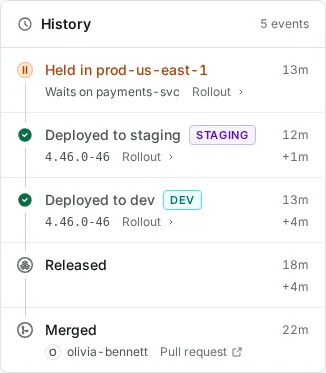 History 5 events
Held in prod-us-east-1 13m
Waits on payments-svc Rollout ›
Deployed to staging STAGING 12m
4.46.0-46 Rollout › +1m
Deployed to dev DEV 13m
4.46.0-46 Rollout › +4m
Released 18m
+4m
Merged 22m
O olivia-bennett Pull request